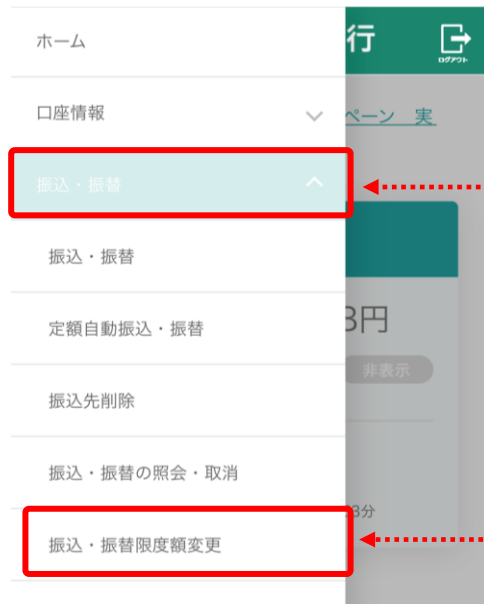 ホーム
行
ログアウト
口座情報
ペーン 実
振込・振替
振込・振替
定額自動振込・振替
3円
非表示
振込先削除
振込・振替の照会・取消
3分
振込・振替限度額変更